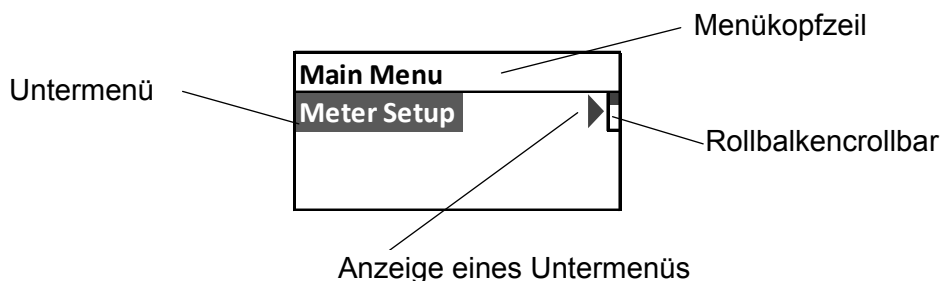 Menükopfzeil
Main Menu
Untermenü
Meter Setup
Rollbalkencrollbar
Anzeige eines Untermenüs